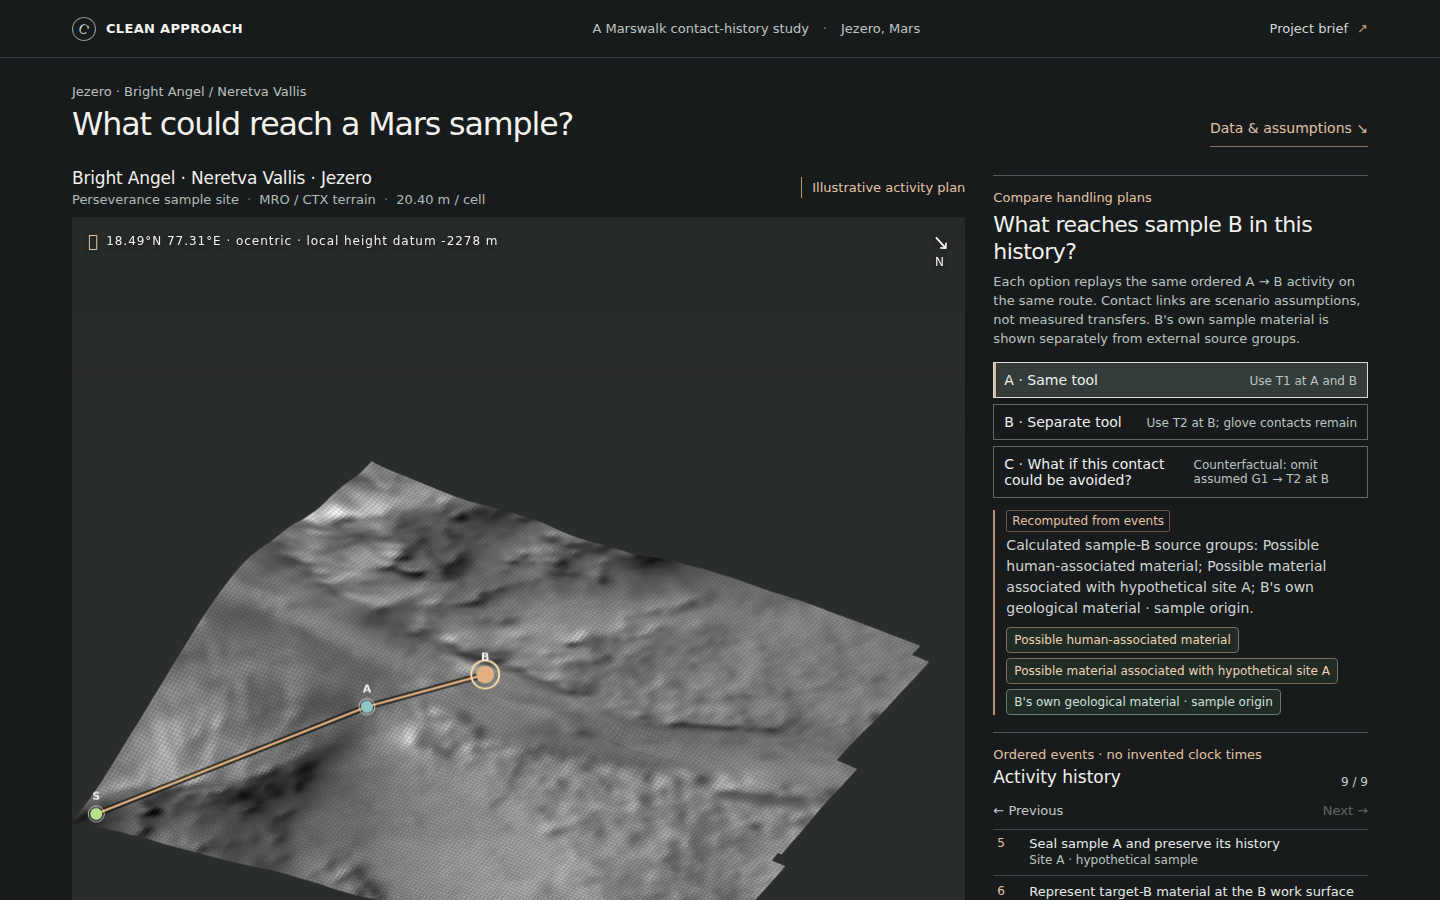 CLEAN APPROACH
A Marswalk contact-history study · Jezero, Mars
Project brief ↗
Jezero · Bright Angel / Neretva Vallis
What could reach a Mars sample?
Data & assumptions ↘
Bright Angel · Neretva Vallis · Jezero
Perseverance sample site · MRO / CTX terrain · 20.40 m / cell
Illustrative activity plan
18.49°N 77.31°E · ocentric · local height datum -2278 m
↘
N
B
A
S
Compare handling plans
What reaches sample B in this
history?
Each option replays the same ordered A → B activity on
the same route. Contact links are scenario assumptions,
not measured transfers. B's own sample material is
shown separately from external source groups.
A · Same tool
Use T1 at A and B
B · Separate tool
Use T2 at B; glove contacts remain
C · What if this contact
could be avoided?
Counterfactual: omit
assumed G1 → T2 at B
Recomputed from events
Calculated sample-B source groups: Possible
human-associated material; Possible material
associated with hypothetical site A; B's own
geological material · sample origin.
Possible human-associated material
Possible material associated with hypothetical site A
B's own geological material · sample origin
Ordered events · no invented clock times
Activity history
9 / 9
← Previous
Next →
5
Seal sample A and preserve its history
Site A · hypothetical sample
6
Represent target-B material at the B work surface